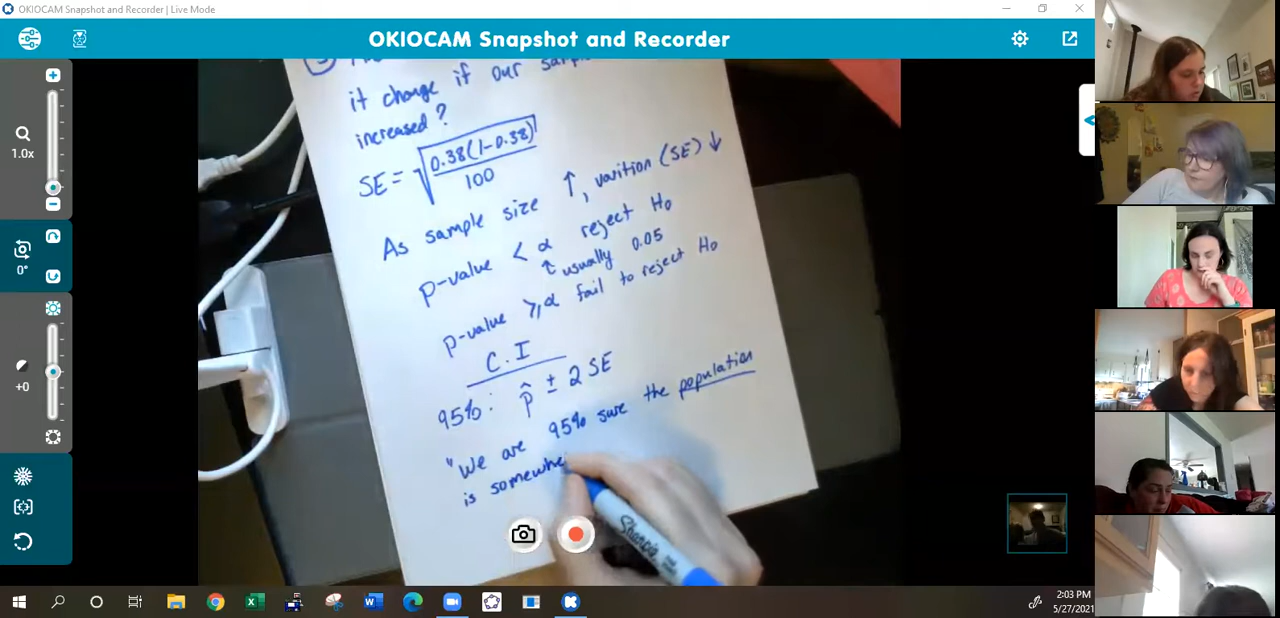 OKIOCAM Snapshot and Recorder | Live Mode
OKIOCAM Snapshot and Recorder
it change if our
increased?
SE = √ 0.38(1-0.38) / 100
As sample size ↑, varition (SE) ↓
p-value < α reject H₀
↑ usually 0.05
p-value ≥ α fail to reject H₀
C.I
95%: p̂ ± 2 SE
"We are 95% sure the population
is somewhe
Sharpie
1.0x
0°
+0
2:03 PM
5/27/2021